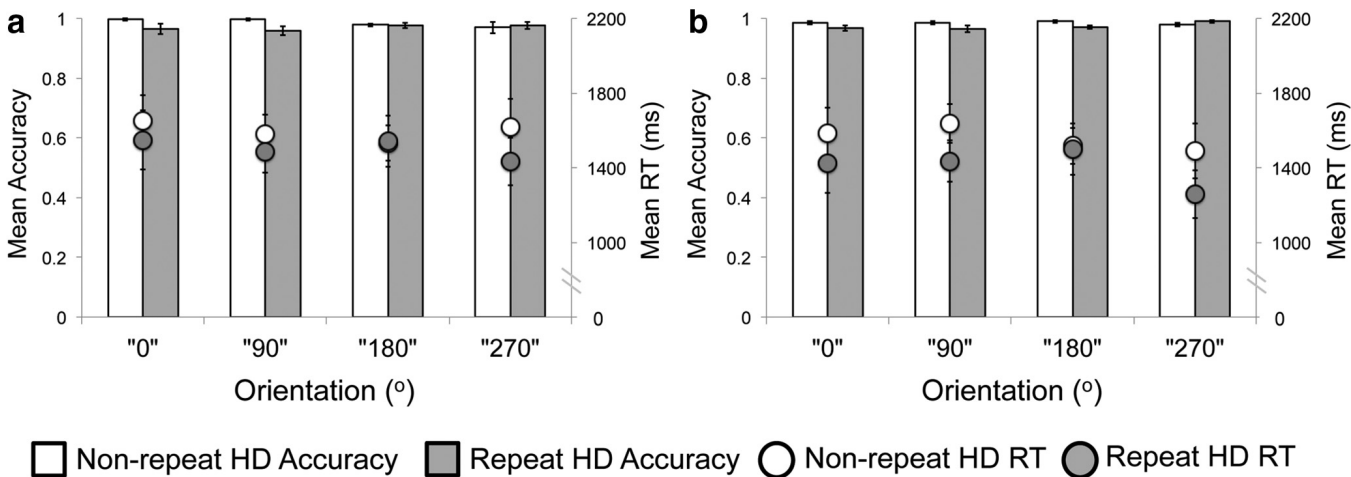 a
Mean Accuracy
1
0.8
0.6
0.4
0.2
0
2200
1800
1400
1000
0
Mean RT (ms)
"0" "90" "180" "270"
Orientation (o)
b
Mean Accuracy
1
0.8
0.6
0.4
0.2
0
2200
1800
1400
1000
0
Mean RT (ms)
"0" "90" "180" "270"
Orientation (o)
Non-repeat HD Accuracy Repeat HD Accuracy Non-repeat HD RT Repeat HD RT